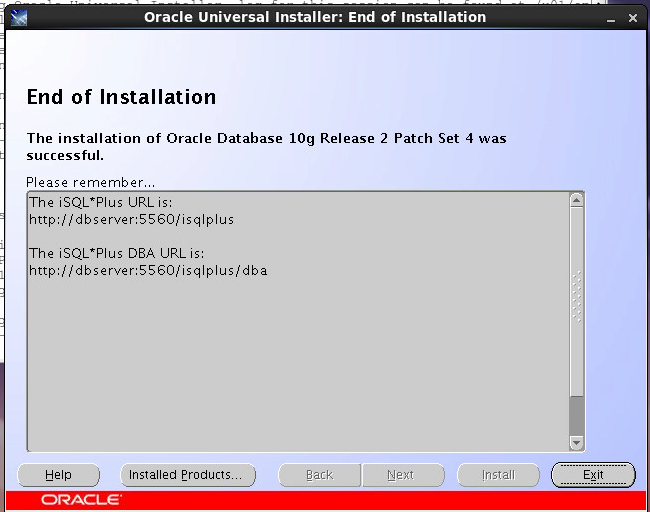 Oracle Universal Installer: End of Installation
End of Installation
The installation of Oracle Database 10g Release 2 Patch Set 4 was
successful.
Please remember...
The iSQL*Plus URL is:
http://dbserver:5560/isqlplus
The iSQL*Plus DBA URL is:
http://dbserver:5560/isqlplus/dba
Help
Installed Products...
Back
Next
Install
Exit
ORACLE